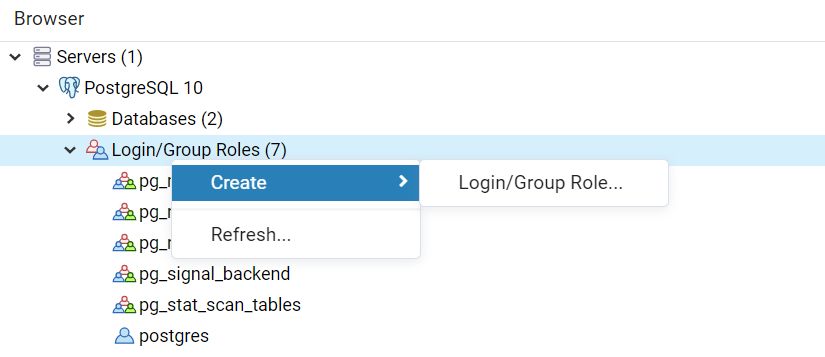 Browser
Servers (1)
PostgreSQL 10
Databases (2)
Login/Group Roles (7)
Create
Login/Group Role...
Refresh...
pg_signal_backend
pg_stat_scan_tables
postgres